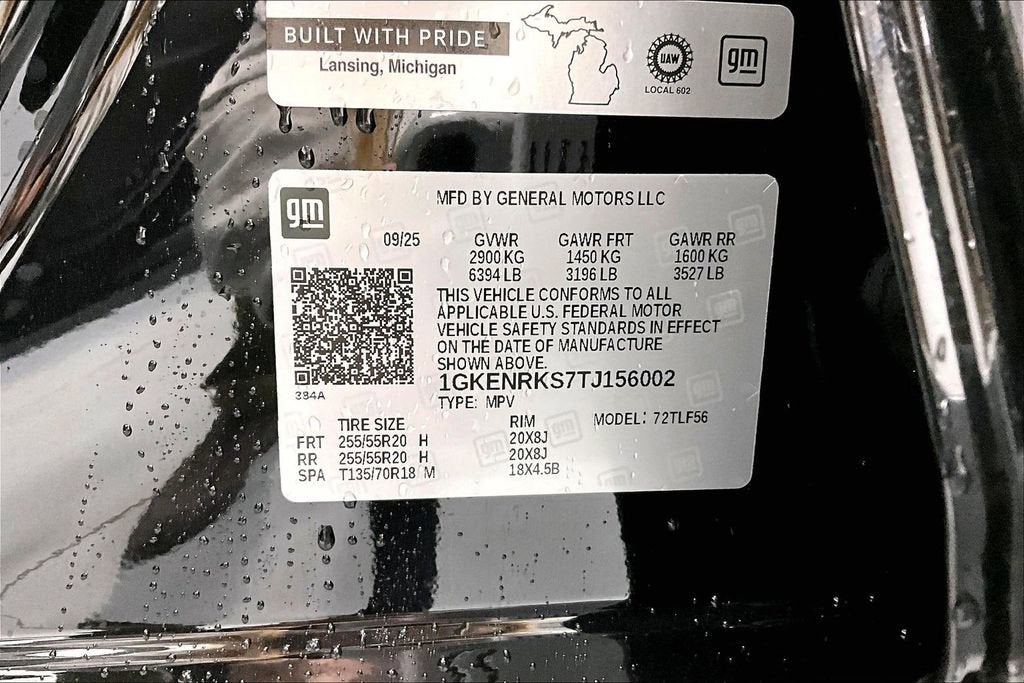 BUILT WITH PRIDE
Lansing, Michigan
UAW
LOCAL 602
gm
gm
MFD BY GENERAL MOTORS LLC
09/25 GVWR GAWR FRT GAWR RR
2900 KG 1450 KG 1600 KG
6394 LB 3196 LB 3527 LB
THIS VEHICLE CONFORMS TO ALL
APPLICABLE U.S. FEDERAL MOTOR
VEHICLE SAFETY STANDARDS IN EFFECT
ON THE DATE OF MANUFACTURE
SHOWN ABOVE.
1GKENRKS7TJ156002
384A
TYPE: MPV
TIRE SIZE RIM MODEL: 72TLF56
FRT 255/55R20 H 20X8J
RR 255/55R20 H 20X8J
SPA T135/70R18 M 18X4.5B